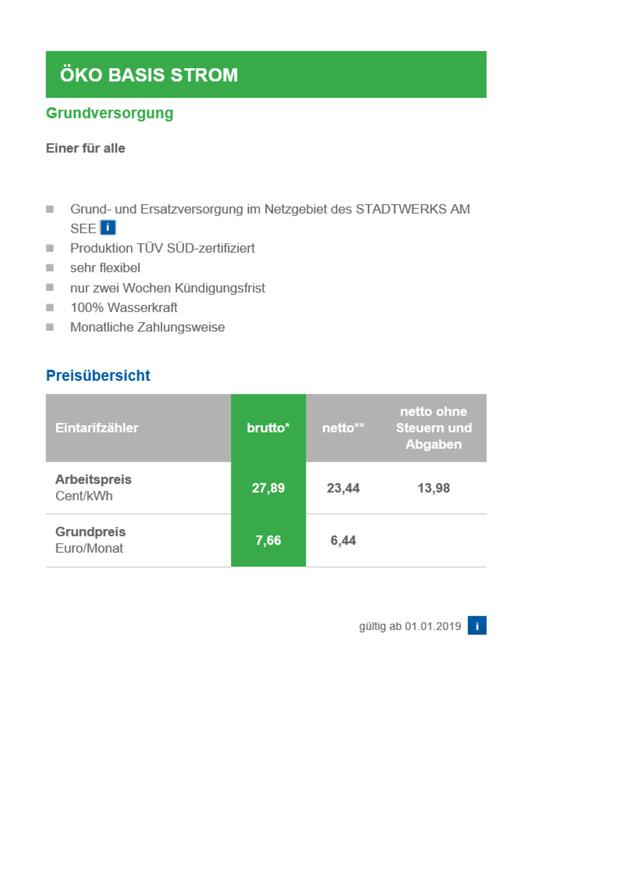 ÖKO BASIS STROM
Grundversorgung
Einer für alle
Grund- und Ersatzversorgung im Netzgebiet des STADTWERKS AM
SEE i
Produktion TÜV SÜD-zertifiziert
sehr flexibel
nur zwei Wochen Kündigungsfrist
100% Wasserkraft
Monatliche Zahlungsweise
Preisübersicht
Eintarifzähler brutto* netto** netto ohne
Steuern und
Abgaben
Arbeitspreis
Cent/kWh 27,89 23,44 13,98
Grundpreis
Euro/Monat 7,66 6,44
gültig ab 01.01.2019 i